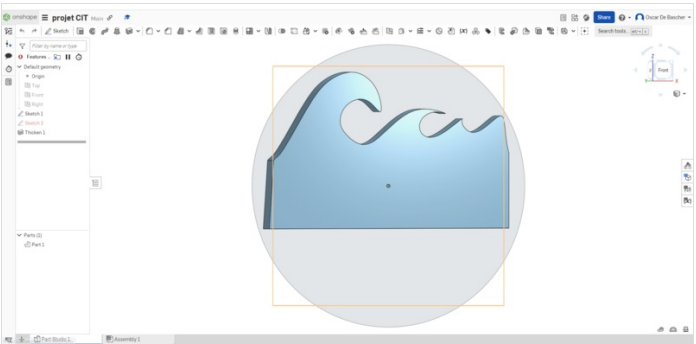 onshape projet CIT Main
Share
Oscar De Bascher
Sketch
Search tools...
Filter by name or type
Features
Default geometry
Origin
Top
Front
Right
Sketch 1
Sketch 2
Thicken 1
Parts (1)
Part 1
Z
Front
Part Studio 1
Assembly 1